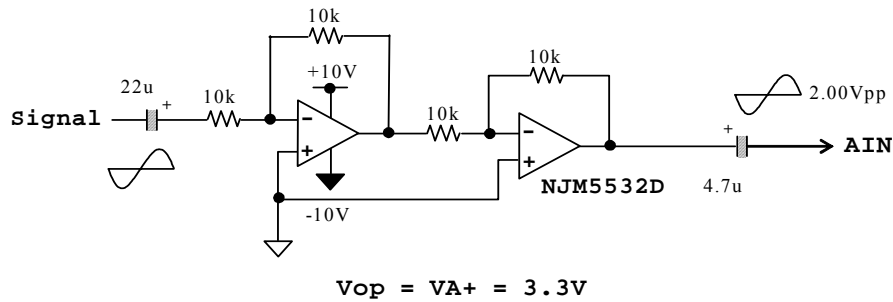 10k
10k
+10V
22u
+
10k
10k
2.00Vpp
Signal
−
+
−
+
+
AIN
NJM5532D
4.7u
-10V
Vop = VA+ = 3.3V